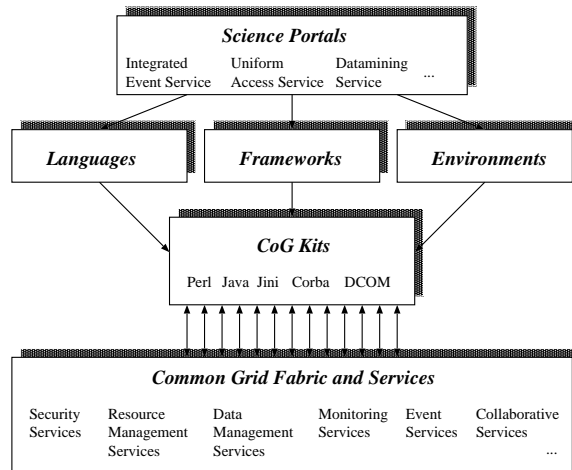 Science Portals
Integrated Uniform Datamining
Event Service Access Service Service ...
Languages Frameworks Environments
CoG Kits
Perl Java Jini Corba DCOM
Common Grid Fabric and Services
Security Resource Data Monitoring Event Collaborative
Services Management Management Services Services Services
Services Services ...